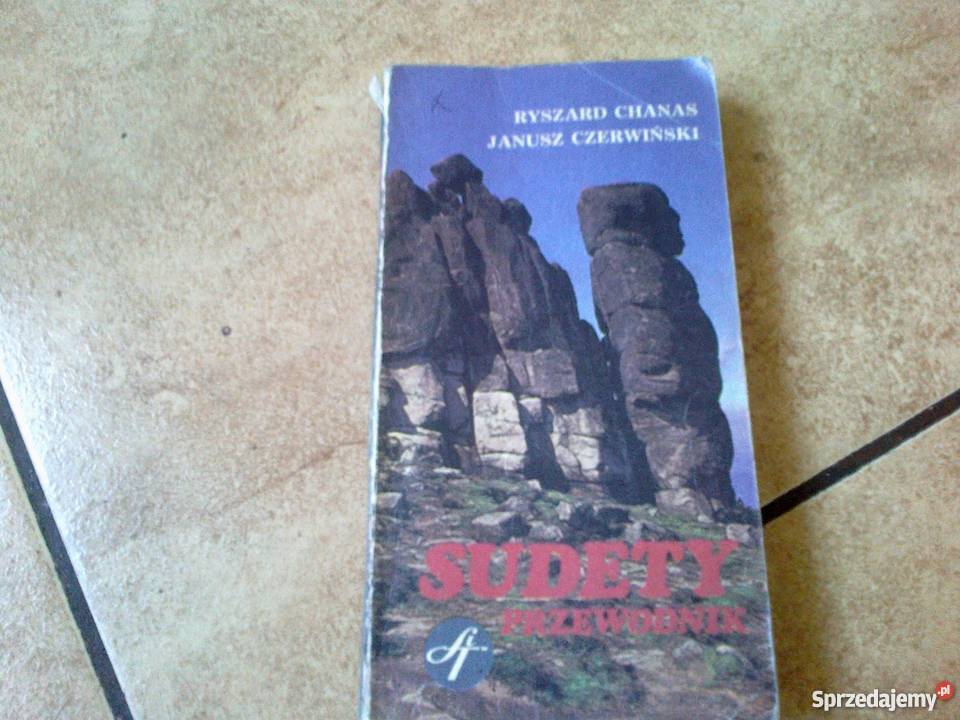 RYSZARD CHANAS
JANUSZ CZERWIŃSKI
SUDETY
PRZEWODNIK
Sprzedajemy.pl